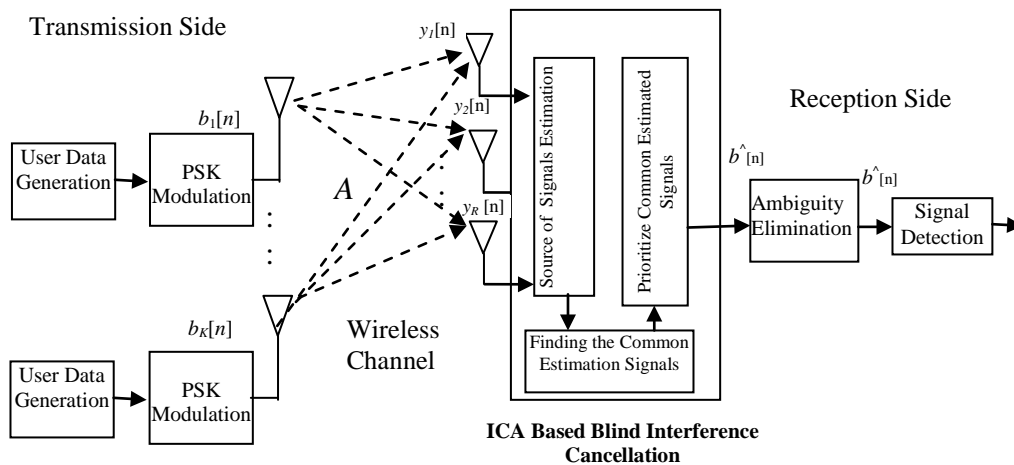 Transmission Side
y1[n]
y2[n]
yR [n]
b1[n]
User Data
Generation
PSK
Modulation
A
bK[n]
User Data
Generation
PSK
Modulation
Wireless
Channel
Source of Signals Estimation
Prioritize Common Estimated
Signals
Finding the Common
Estimation Signals
ICA Based Blind Interference
Cancellation
Reception Side
b^[n]
Ambiguity
Elimination
b^[n]
Signal
Detection